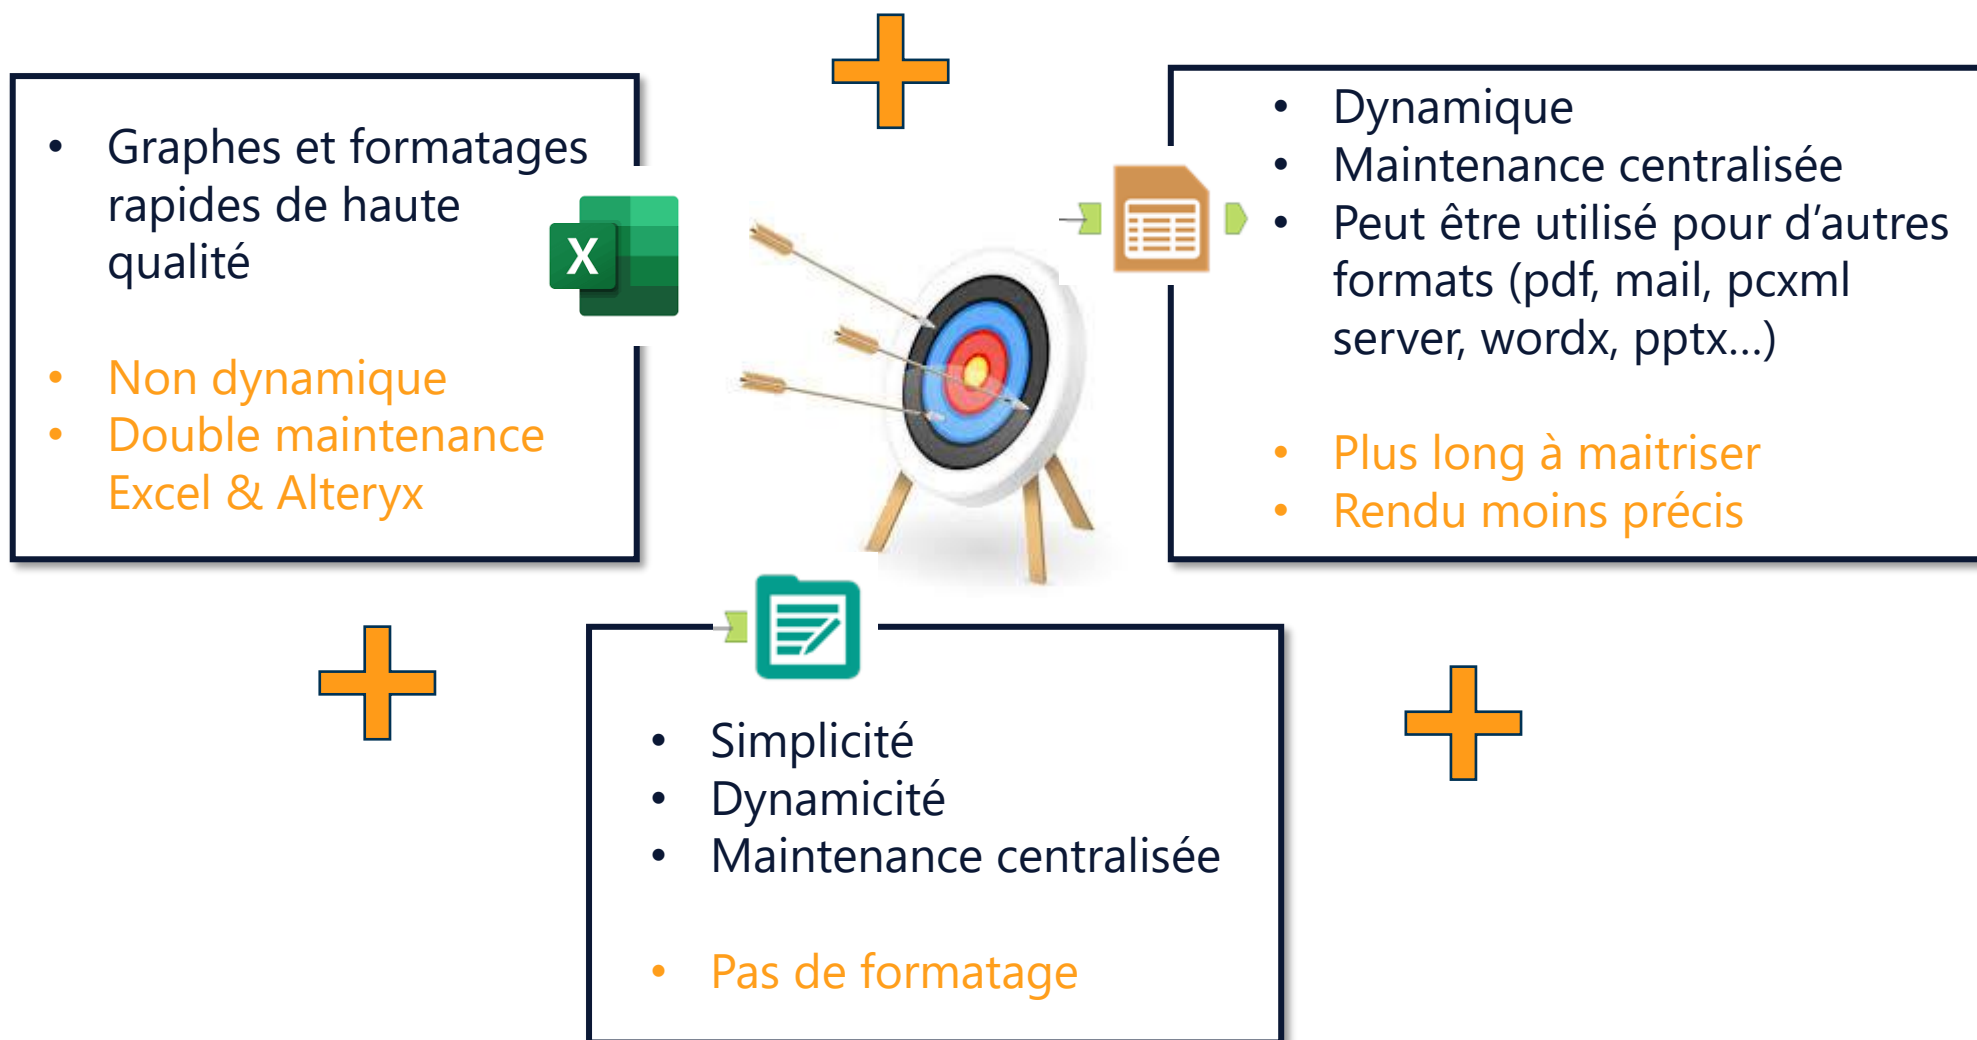 • Graphes et formatages
rapides de haute
qualité
X
• Non dynamique
• Double maintenance
Excel & Alteryx
• Dynamique
• Maintenance centralisée
• Peut être utilisé pour d’autres
formats (pdf, mail, pcxml
server, wordx, pptx…)
• Plus long à maitriser
• Rendu moins précis
• Simplicité
• Dynamicité
• Maintenance centralisée
• Pas de formatage